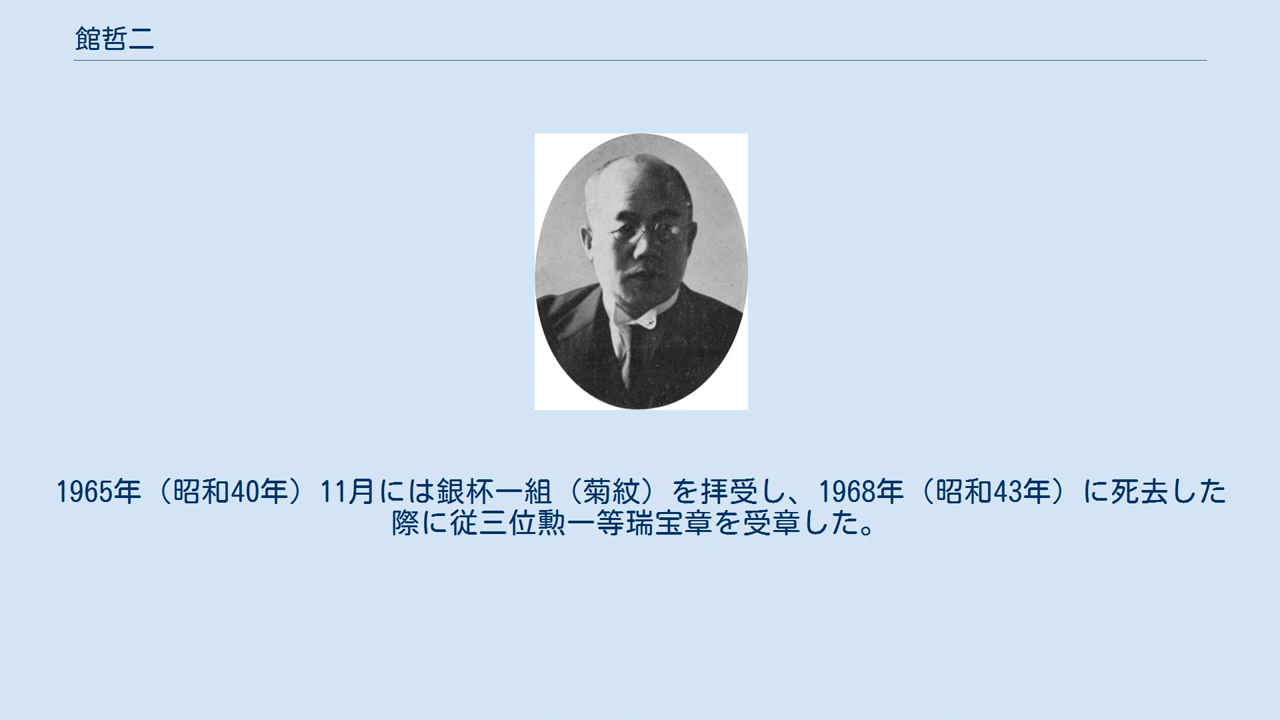 館哲二
1965年（昭和40年）11月には銀杯一組（菊紋）を拝受し、1968年（昭和43年）に死去した
際に従三位勲一等瑞宝章を受章した。